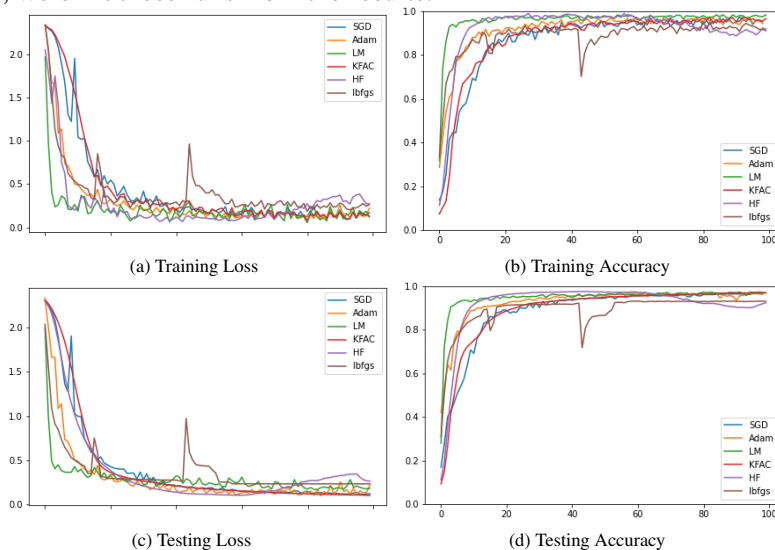 SGD
Adam
LM
KFAC
HF
lbfgs
2.0
1.5
1.0
0.5
0.0
(a) Training Loss
1.0
0.8
0.6
0.4
0.2
0.0
0 20 40 60 80 100
SGD
Adam
LM
KFAC
HF
lbfgs
(b) Training Accuracy
SGD
Adam
LM
KFAC
HF
lbfgs
2.0
1.5
1.0
0.5
0.0
(c) Testing Loss
1.0
0.8
0.6
0.4
0.2
0.0
0 20 40 60 80 100
SGD
Adam
LM
KFAC
HF
lbfgs
(d) Testing Accuracy